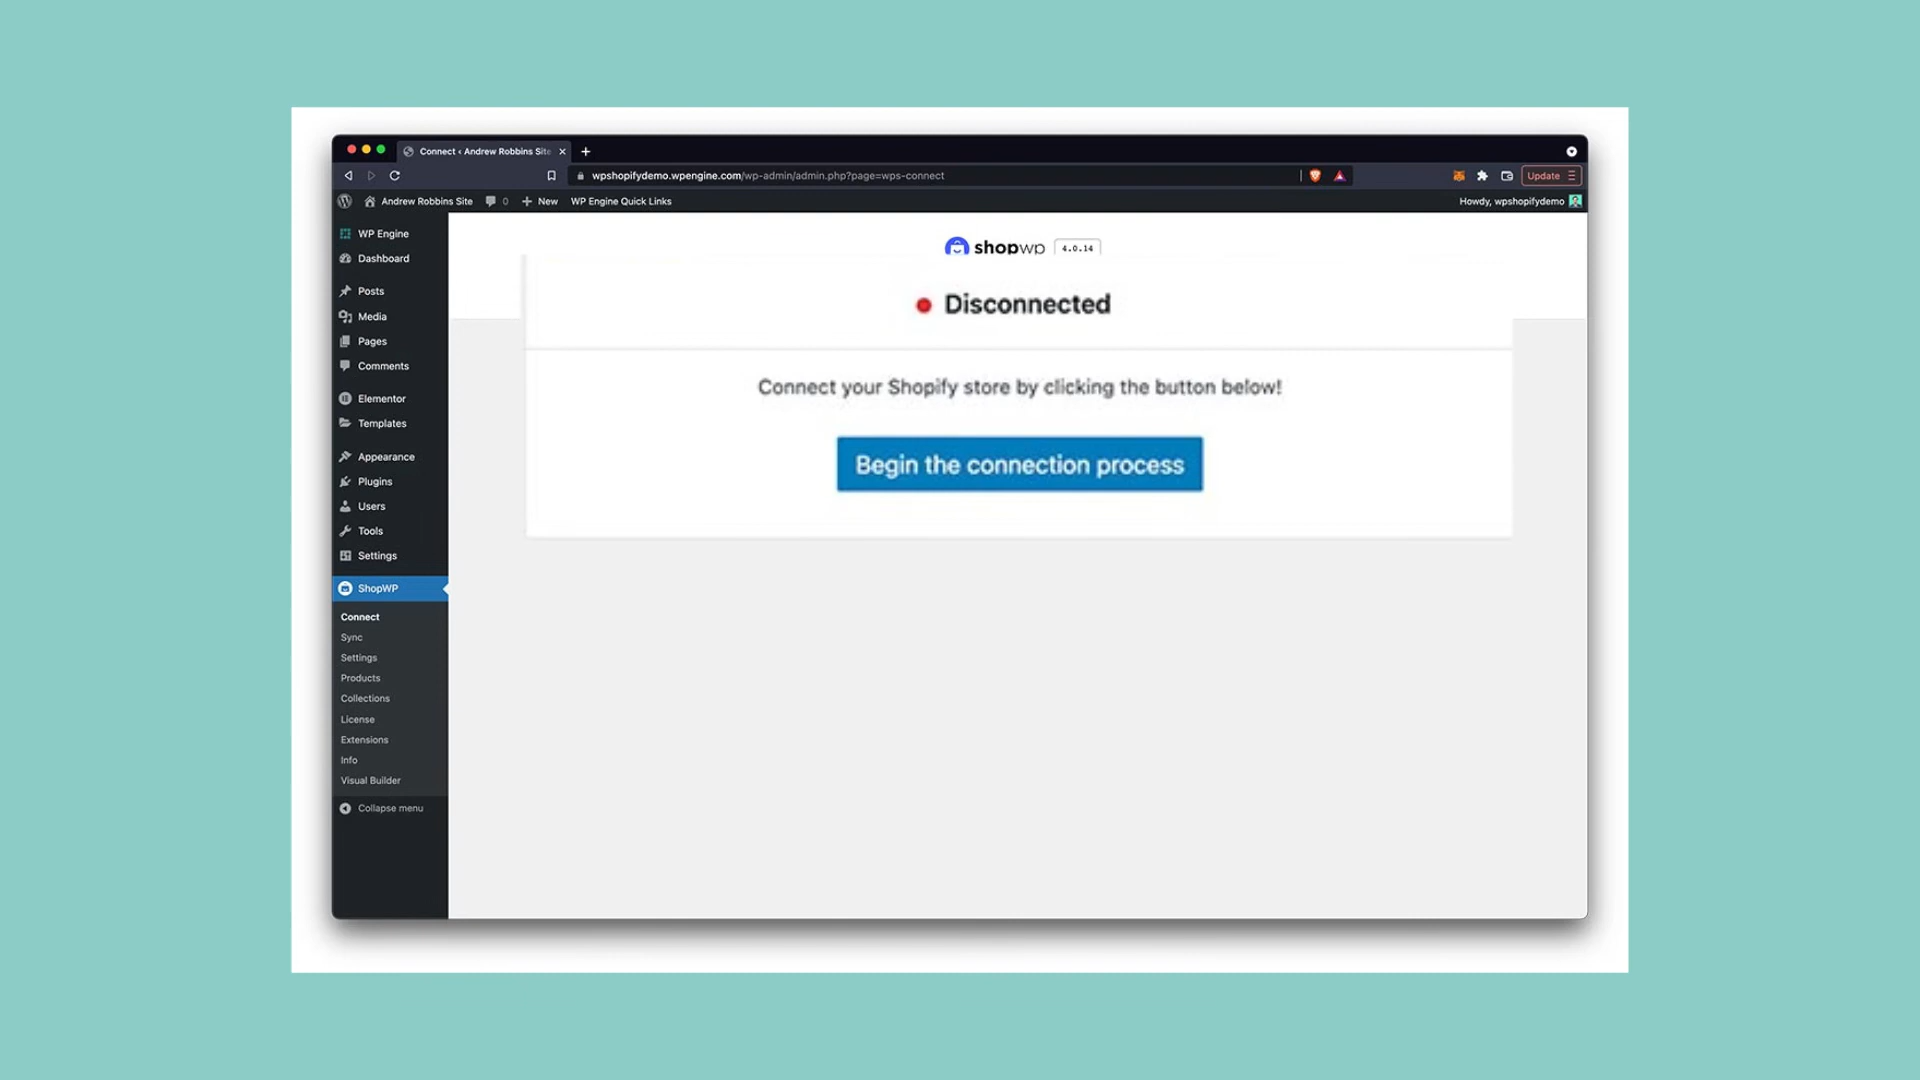 Connect ‹ Andrew Robbins Site
wpshopifydemo.wpengine.com/wp-admin/admin.php?page=wps-connect
Update
Andrew Robbins Site
0
New
WP Engine Quick Links
Howdy, wpshopifydemo
WP Engine
Dashboard
Posts
Media
Pages
Comments
Elementor
Templates
Appearance
Plugins
Users
Tools
Settings
ShopWP
Connect
Sync
Settings
Products
Collections
License
Extensions
Info
Visual Builder
Collapse menu
shopwp 4.0.14
Disconnected
Connect your Shopify store by clicking the button below!
Begin the connection process